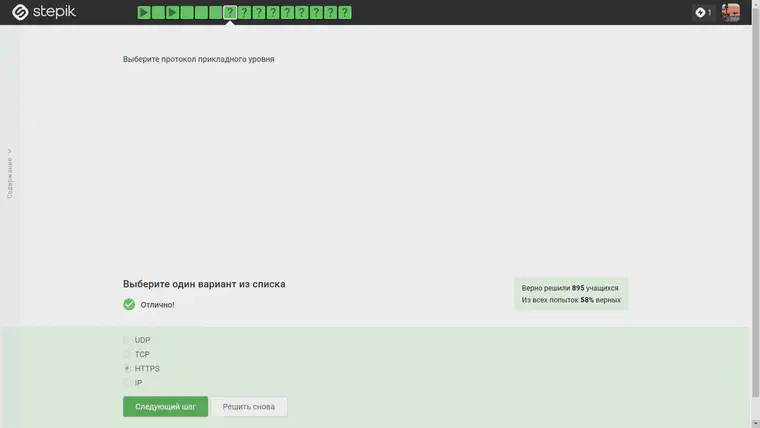 stepik
? ? ? ? ? ? ? ? ?
1
Содержание
Выберите протокол прикладного уровня
Выберите один вариант из списка
Отлично!
Верно решили 895 учащихся
Из всех попыток 58% верных
UDP
TCP
HTTPS
IP
Следующий шаг
Решить снова